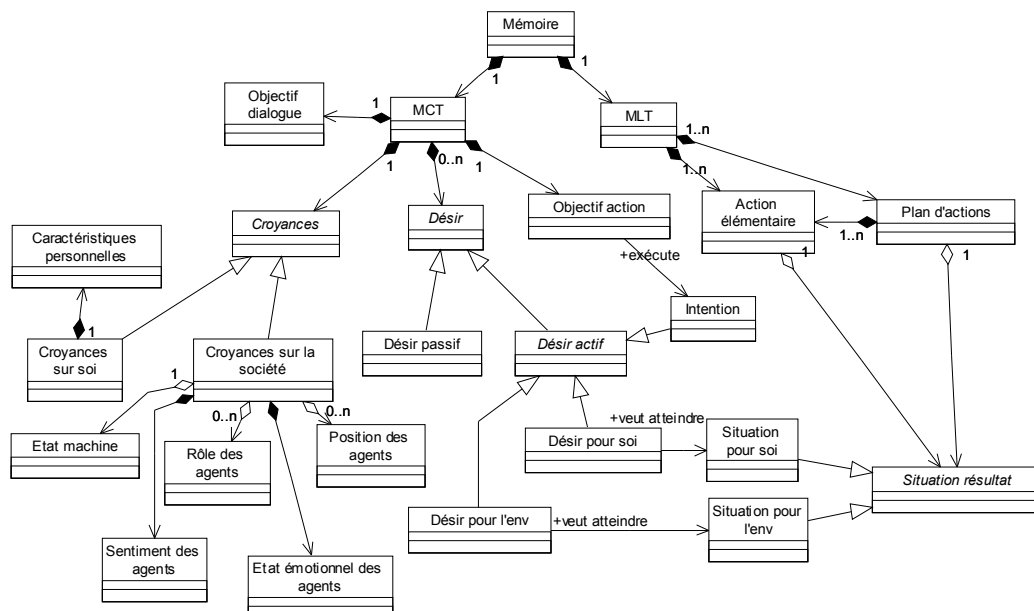 Mémoire
1
1
Objectif
dialogue
1
MCT
MLT
1
0..n
1
1..n
1..n
Caractéristiques
personnelles
Croyances
Désir
Objectif action
Action
élémentaire
1..n
Plan d'actions
1
1
+exécute
1
Croyances
sur soi
Croyances sur la
société
Désir passif
Désir actif
Intention
1
0..n
0..n
Etat machine
Rôle des
agents
Position des
agents
+veut atteindre
Désir pour soi
Situation
pour soi
Situation résultat
Désir pour l'env
+veut atteindre
Situation pour
l'env
Sentiment des
agents
Etat émotionnel des
agents